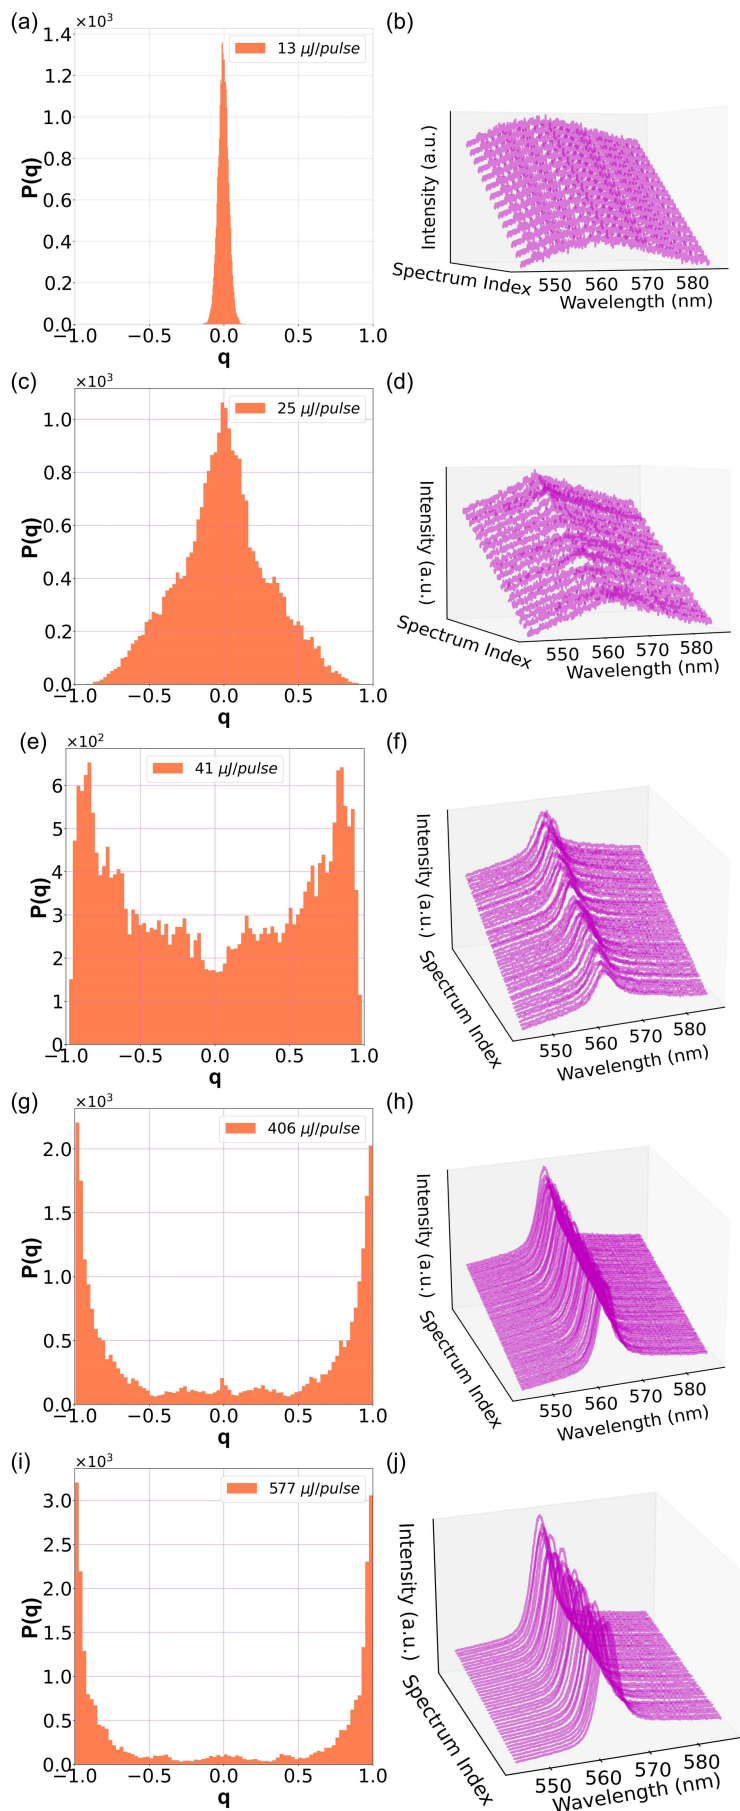 (a)
×10³
13 μJ/pulse
1.4
1.2
1.0
0.8
0.6
0.4
0.2
0.0
P(q)
−1.0 −0.5 0.0 0.5 1.0
q
(b)
Intensity (a.u.)
Spectrum Index
550 560 570 580
Wavelength (nm)
(c)
×10³
25 μJ/pulse
1.0
0.8
0.6
0.4
0.2
0.0
P(q)
−1.0 −0.5 0.0 0.5 1.0
q
(d)
Intensity (a.u.)
Spectrum Index
550 560 570 580
Wavelength (nm)
(e)
×10²
41 μJ/pulse
6
5
4
3
2
1
0
P(q)
−1.0 −0.5 0.0 0.5 1.0
q
(f)
Intensity (a.u.)
Spectrum Index
550 560 570 580
Wavelength (nm)
(g)
×10³
406 μJ/pulse
2.0
1.5
1.0
0.5
0.0
P(q)
−1.0 −0.5 0.0 0.5 1.0
q
(h)
Intensity (a.u.)
Spectrum Index
550 560 570 580
Wavelength (nm)
(i)
×10³
577 μJ/pulse
3.0
2.5
2.0
1.5
1.0
0.5
0.0
P(q)
−1.0 −0.5 0.0 0.5 1.0
q
(j)
Intensity (a.u.)
Spectrum Index
550 560 570 580
Wavelength (nm)